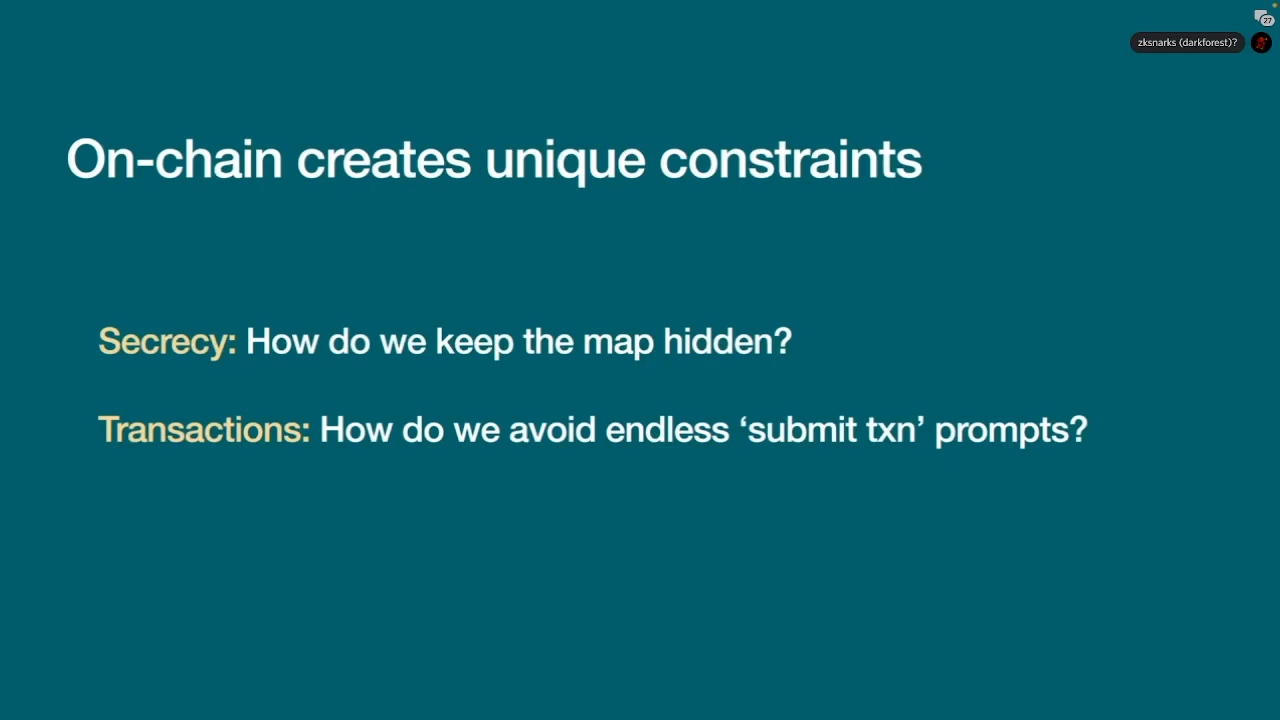 27
zksnarks (darkforest)?
On-chain creates unique constraints
Secrecy: How do we keep the map hidden?
Transactions: How do we avoid endless ‘submit txn’ prompts?